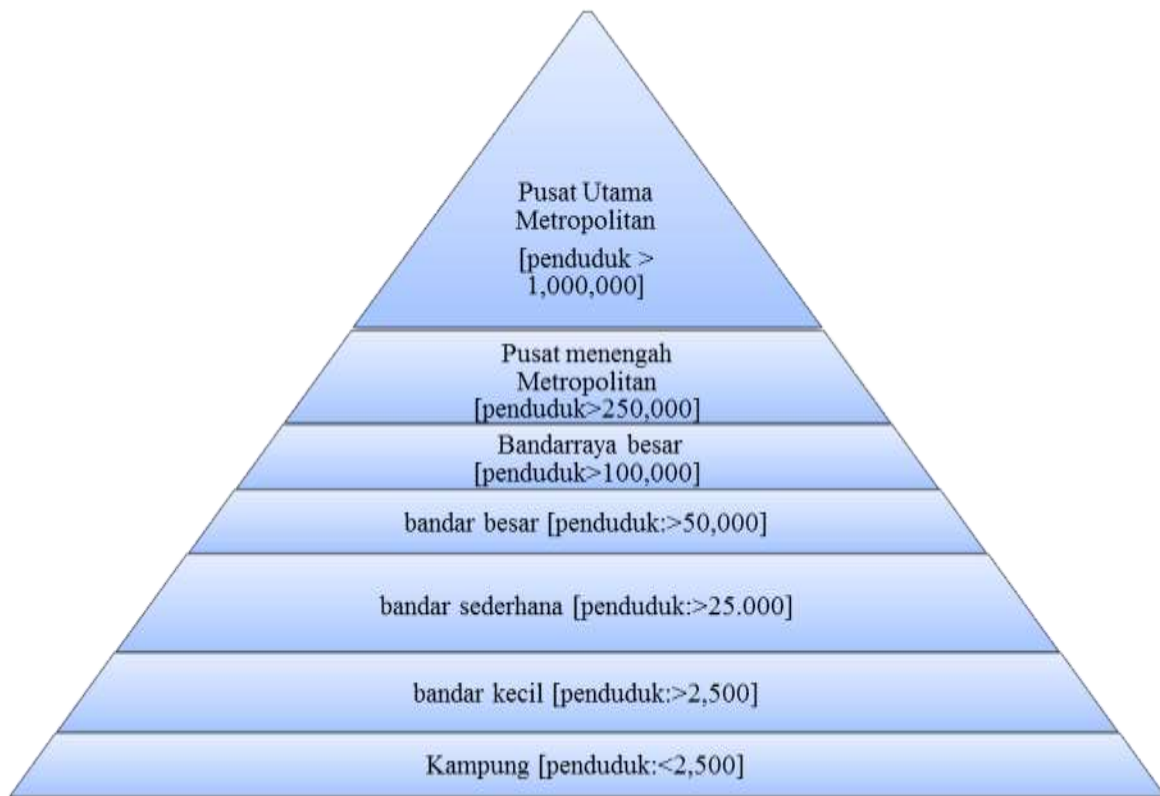 Pusat Utama
Metropolitan
[penduduk >
1,000,000]
Pusat menengah
Metropolitan
[penduduk>250,000]
Bandarraya besar
[penduduk>100,000]
bandar besar [penduduk:>50,000]
bandar sederhana [penduduk:>25.000]
bandar kecil [penduduk:>2,500]
Kampung [penduduk:<2,500]